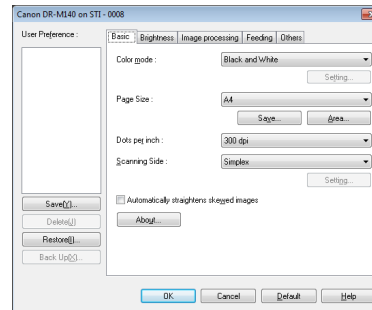 Canon DR-M140 on STI - 0008
User Preference :
Basic Brightness Image processing Feeding Others
Color mode : Black and White
Setting...
Page Size : A4
Save... Area...
Dots per inch : 300 dpi
Scanning Side : Simplex
Setting...
Automatically straightens skewed images
About...
Save(Y)...
Delete(J)
Restore(I)...
Back Up(X)...
OK Cancel Default Help